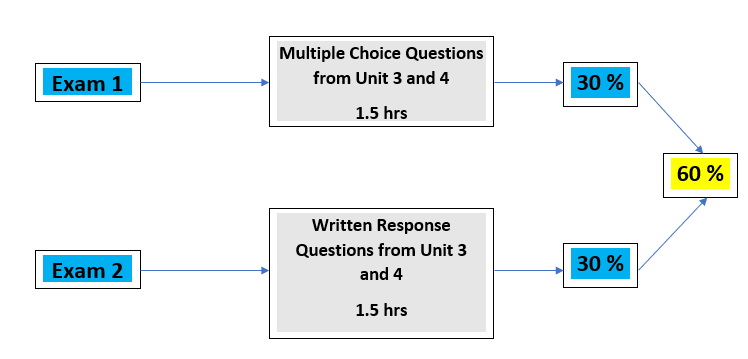 Exam 1
Multiple Choice Questions
from Unit 3 and 4
1.5 hrs
30 %
60 %
Exam 2
Written Response
Questions from Unit 3
and 4
1.5 hrs
30 %